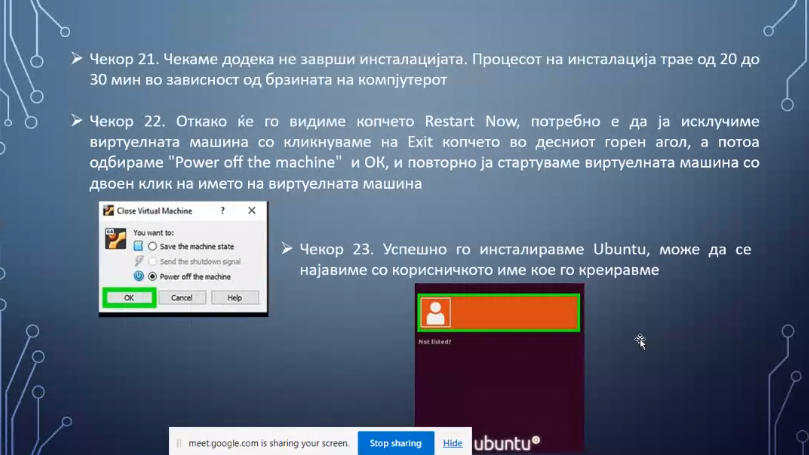 Чекор 21. Чекаме додека не заврши инсталацијата. Процесот на инсталација трае од 20 до
30 мин во зависност од брзината на компјутерот
Чекор 22. Откако ќе го видиме копчето Restart Now, потребно е да ја исклучиме
виртуелната машина со кликнуваме на Exit копчето во десниот горен агол, а потоа
одбираме "Power off the machine" и ОК, и повторно ја стартуваме виртуелната машина со
двоен клик на името на виртуелната машина
Close Virtual Machine ? X
You want to:
Save the machine state
Send the shutdown signal
Power off the machine
OK Cancel Help
Чекор 23. Успешно го инсталиравме Ubuntu, може да се
најавиме со корисничкото име кое го креиравме
Not listed?
ubuntu
meet.google.com is sharing your screen. Stop sharing Hide